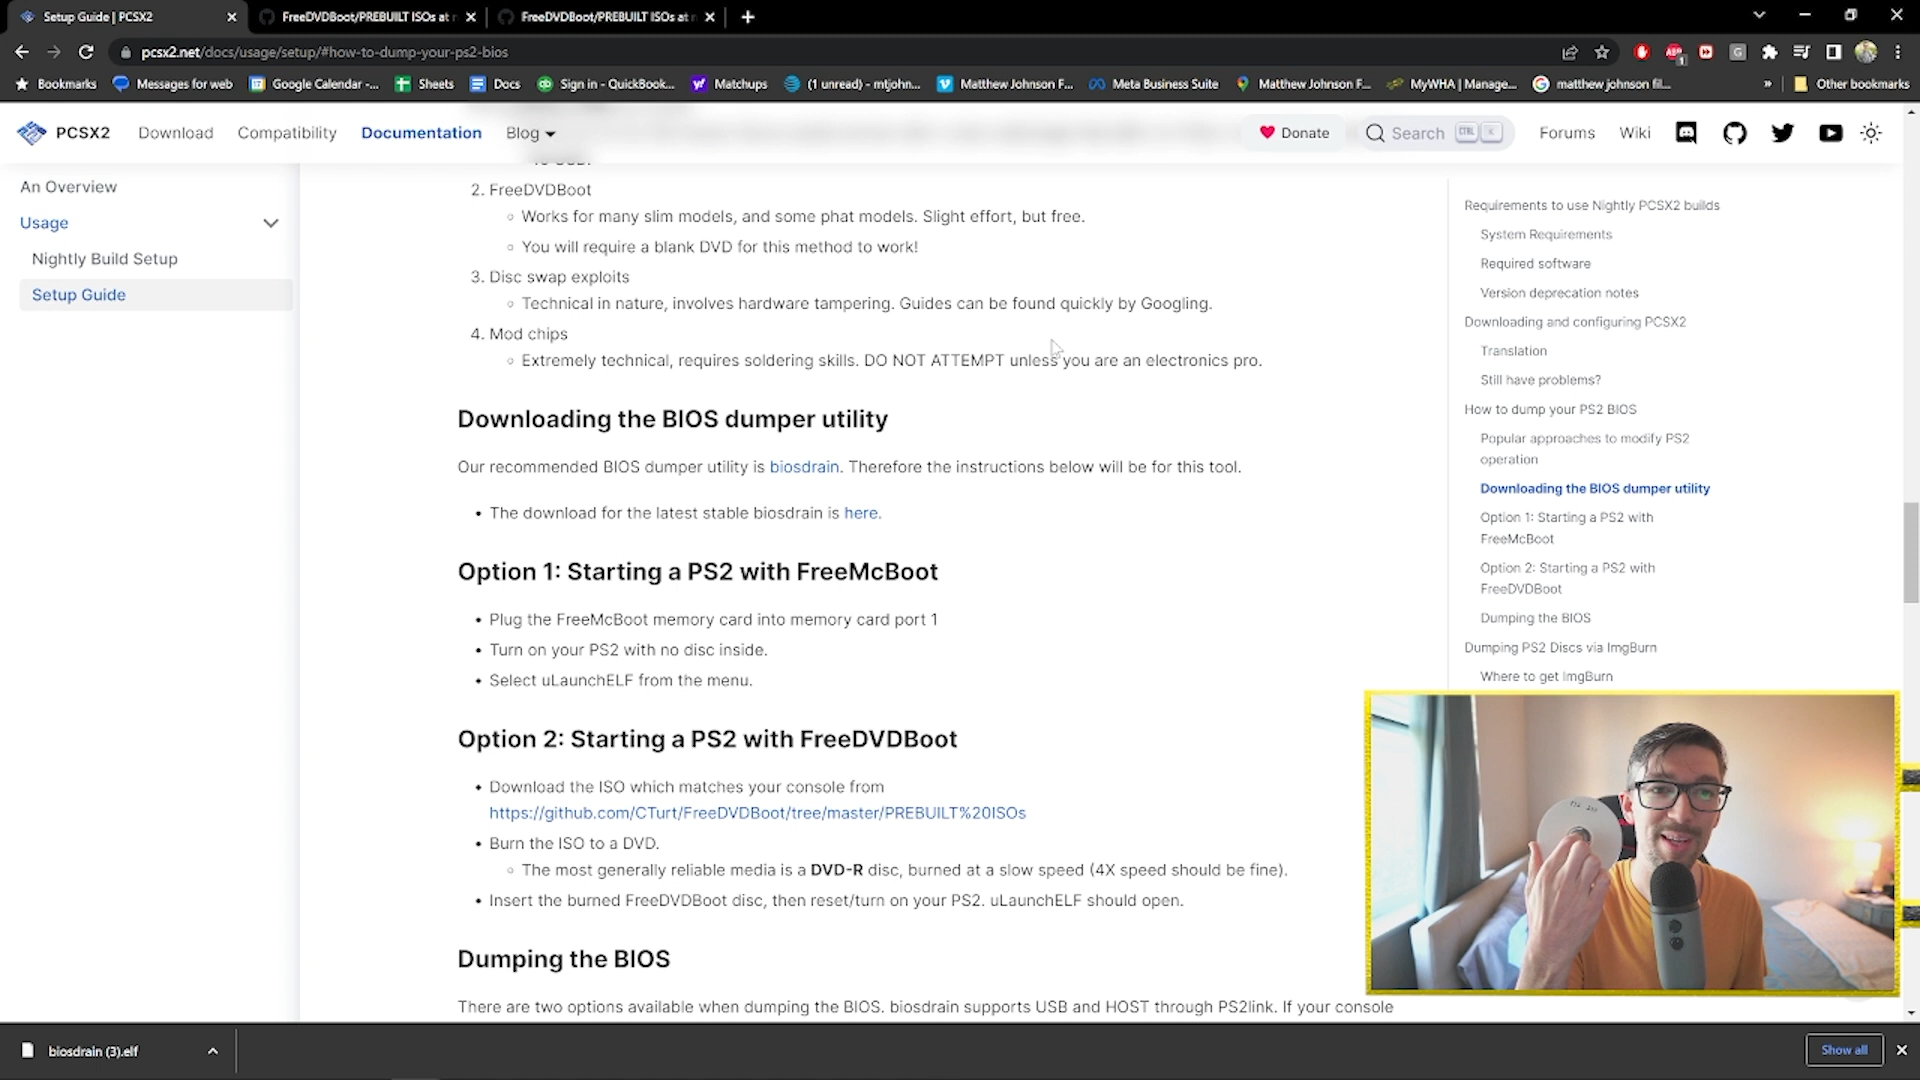 Setup Guide | PCSX2
FreeDVDBoot/PREBUILT ISOs at
FreeDVDBoot/PREBUILT ISOs at
pcsx2.net/docs/usage/setup/#how-to-dump-your-ps2-bios
Bookmarks
Messages for web
Google Calendar -...
Sheets
Docs
Sign in - QuickBook...
Matchups
(1 unread) - mtjohn...
Matthew Johnson F...
Meta Business Suite
Matthew Johnson F...
MyWHA | Manage...
matthew johnson fil...
»
Other bookmarks
PCSX2
Download
Compatibility
Documentation
Blog
Donate
Search
CTRL
K
Forums
Wiki
An Overview
Usage
Nightly Build Setup
Setup Guide
2. FreeDVDBoot
Works for many slim models, and some phat models. Slight effort, but free.
You will require a blank DVD for this method to work!
3. Disc swap exploits
Technical in nature, involves hardware tampering. Guides can be found quickly by Googling.
4. Mod chips
Extremely technical, requires soldering skills. DO NOT ATTEMPT unless you are an electronics pro.
Downloading the BIOS dumper utility
Our recommended BIOS dumper utility is biosdrain. Therefore the instructions below will be for this tool.
• The download for the latest stable biosdrain is here.
Option 1: Starting a PS2 with FreeMcBoot
• Plug the FreeMcBoot memory card into memory card port 1
• Turn on your PS2 with no disc inside.
• Select uLaunchELF from the menu.
Option 2: Starting a PS2 with FreeDVDBoot
• Download the ISO which matches your console from
https://github.com/CTurt/FreeDVDBoot/tree/master/PREBUILT%20ISOs
• Burn the ISO to a DVD.
The most generally reliable media is a DVD-R disc, burned at a slow speed (4X speed should be fine).
• Insert the burned FreeDVDBoot disc, then reset/turn on your PS2. uLaunchELF should open.
Dumping the BIOS
There are two options available when dumping the BIOS. biosdrain supports USB and HOST through PS2link. If your console
Requirements to use Nightly PCSX2 builds
System Requirements
Required software
Version deprecation notes
Downloading and configuring PCSX2
Translation
Still have problems?
How to dump your PS2 BIOS
Popular approaches to modify PS2
operation
Downloading the BIOS dumper utility
Option 1: Starting a PS2 with
FreeMcBoot
Option 2: Starting a PS2 with
FreeDVDBoot
Dumping the BIOS
Dumping PS2 Discs via ImgBurn
Where to get ImgBurn
biosdrain (3).elf
Show all